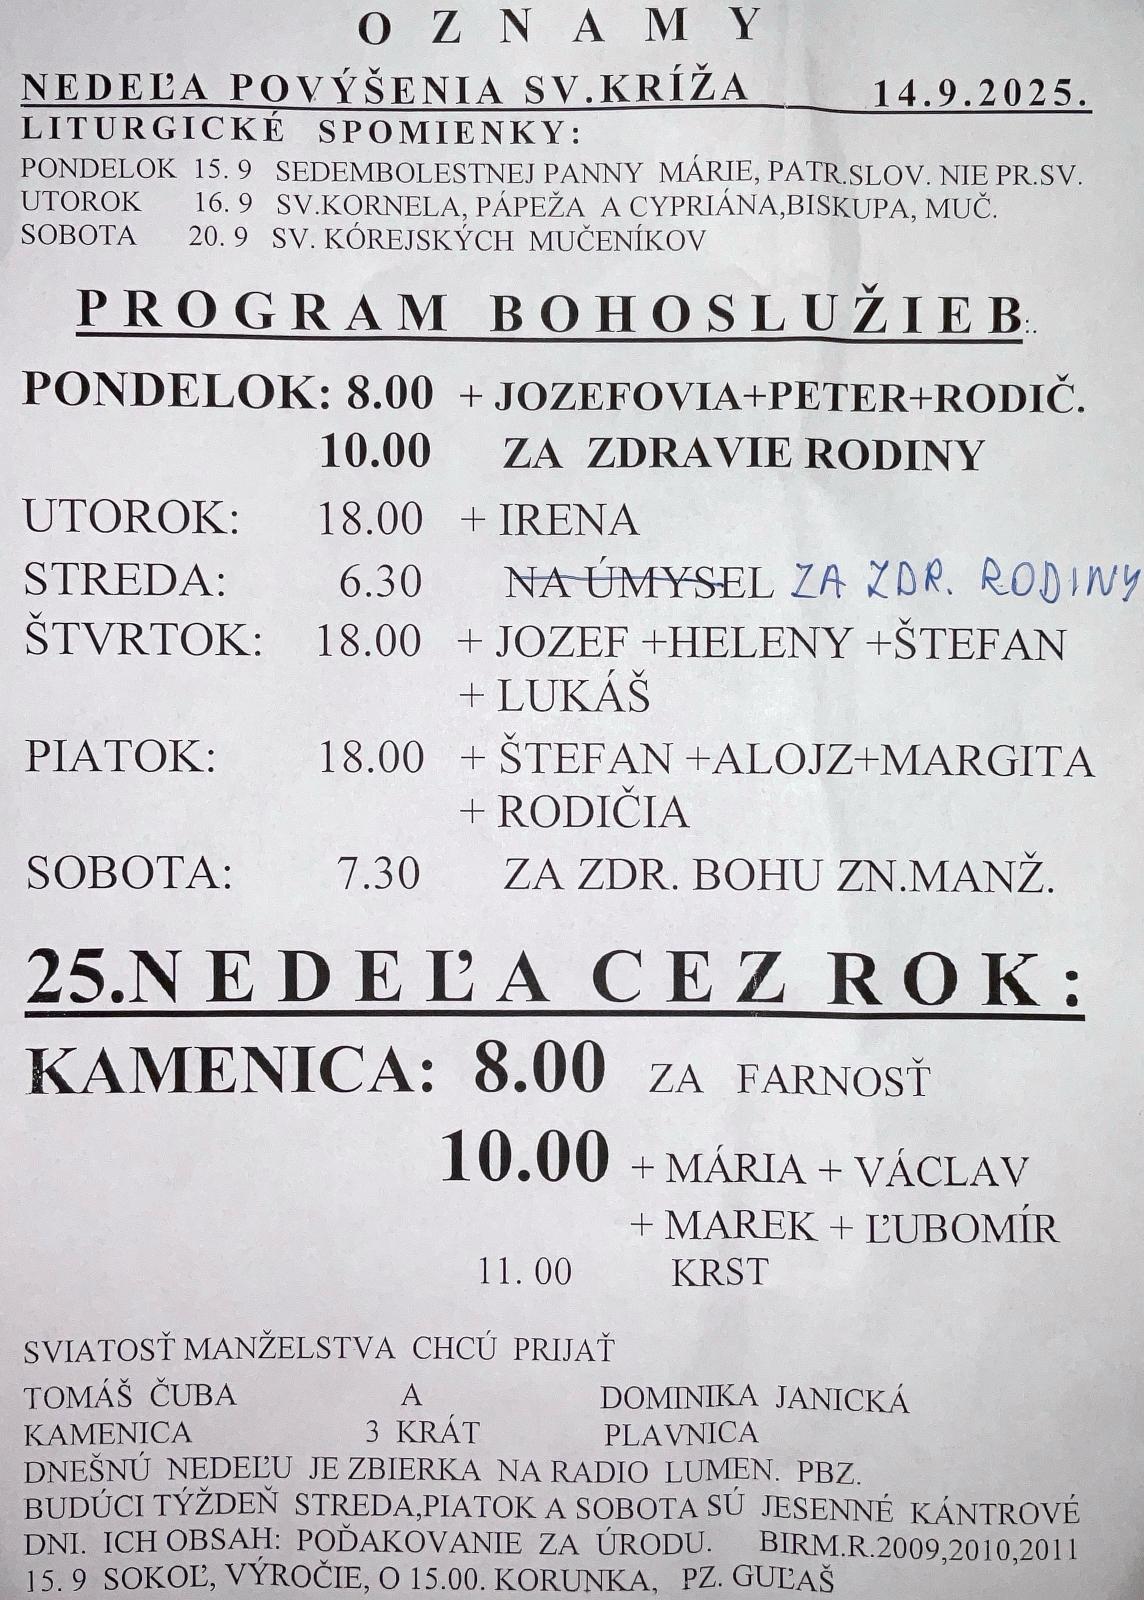 OZNAMY
NEDEĽA POVÝŠENIA SV.KRÍŽA 14.9.2025.
LITURGICKÉ SPOMIENKY:
PONDELOK 15. 9 SEDEMBOLESTNEJ PANNY MÁRIE, PATR.SLOV. NIE PR.SV.
UTOROK 16. 9 SV.KORNELA, PÁPEŽA A CYPRIÁNA,BISKUPA, MUČ.
SOBOTA 20. 9 SV. KÓREJSKÝCH MUČENÍKOV
PROGRAM BOHOSLUŽIEB:.
PONDELOK: 8.00 + JOZEFOVIA+PETER+RODIČ.
10.00 ZA ZDRAVIE RODINY
UTOROK: 18.00 + IRENA
STREDA: 6.30 NA ÚMYSEL ZA ZDR. RODINY
ŠTVRTOK: 18.00 + JOZEF +HELENY +ŠTEFAN
+ LUKÁŠ
PIATOK: 18.00 + ŠTEFAN +ALOJZ+MARGITA
+ RODIČIA
SOBOTA: 7.30 ZA ZDR. BOHU ZN.MANŽ.
25.NEDEĽA CEZ ROK:
KAMENICA: 8.00 ZA FARNOSŤ
10.00 + MÁRIA + VÁCLAV
+ MAREK + ĽUBOMÍR
11. 00 KRST
SVIATOSŤ MANŽELSTVA CHCÚ PRIJAŤ
TOMÁŠ ČUBA A DOMINIKA JANICKÁ
KAMENICA 3 KRÁT PLAVNICA
DNEŠNÚ NEDEĽU JE ZBIERKA NA RADIO LUMEN. PBZ.
BUDÚCI TÝŽDEŇ STREDA,PIATOK A SOBOTA SÚ JESENNÉ KÁNTROVÉ
DNI. ICH OBSAH: POĎAKOVANIE ZA ÚRODU. BIRM.R.2009,2010,2011
15. 9 SOKOĽ, VÝROČIE, O 15.00. KORUNKA, PZ. GUĽAŠ